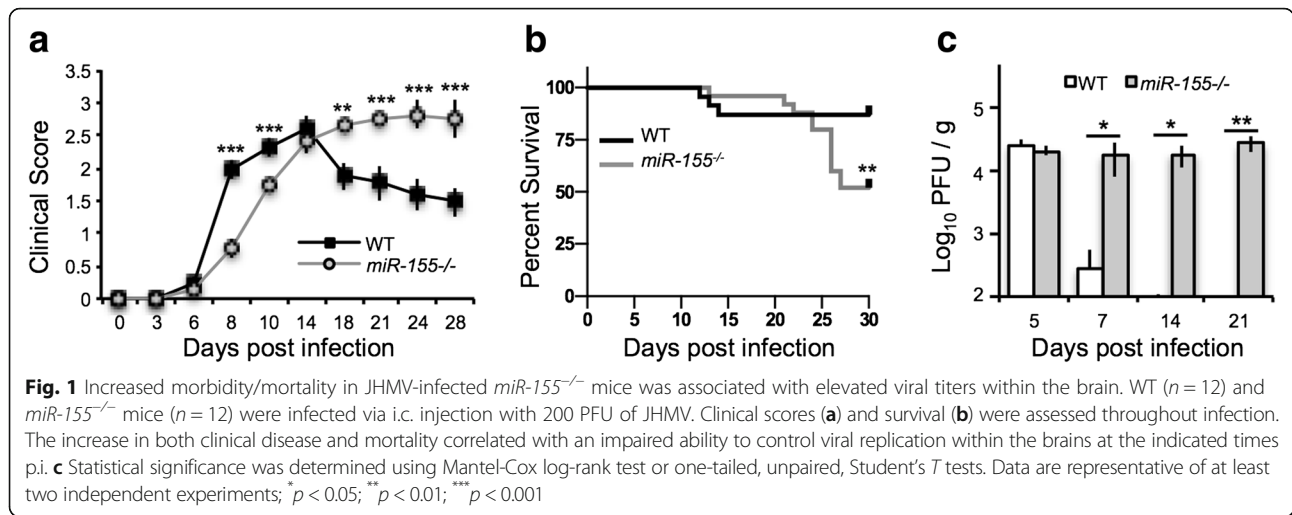 a
3.5
3
2.5
2
1.5
1
0.5
0
Clinical Score
***
***
**
***
***
***
WT
miR-155-/-
0 3 6 8 10 14 18 21 24 28
Days post infection
b
100
75
50
25
0
Percent Survival
WT
miR-155⁻/⁻
**
0 5 10 15 20 25 30
Days post infection
c
WT miR-155-/-
5
4
3
2
Log₁₀ PFU / g
* * **
5 7 14 21
Days post infection
Fig. 1 Increased morbidity/mortality in JHMV-infected miR-155⁻/⁻ mice was associated with elevated viral titers within the brain. WT (n = 12) and
miR-155⁻/⁻ mice (n = 12) were infected via i.c. injection with 200 PFU of JHMV. Clinical scores (a) and survival (b) were assessed throughout infection.
The increase in both clinical disease and mortality correlated with an impaired ability to control viral replication within the brains at the indicated times
p.i. c Statistical significance was determined using Mantel-Cox log-rank test or one-tailed, unpaired, Student's T tests. Data are representative of at least
two independent experiments; *p < 0.05; **p < 0.01; ***p < 0.001